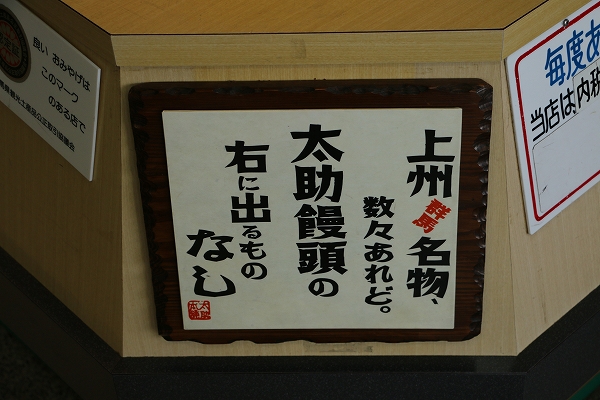 良い おみやげは
このマーク
のある店で
上州群馬名物、
数々あれど。
太助饅頭の
右に出るもの
なし
毎度あ
当店は、内税